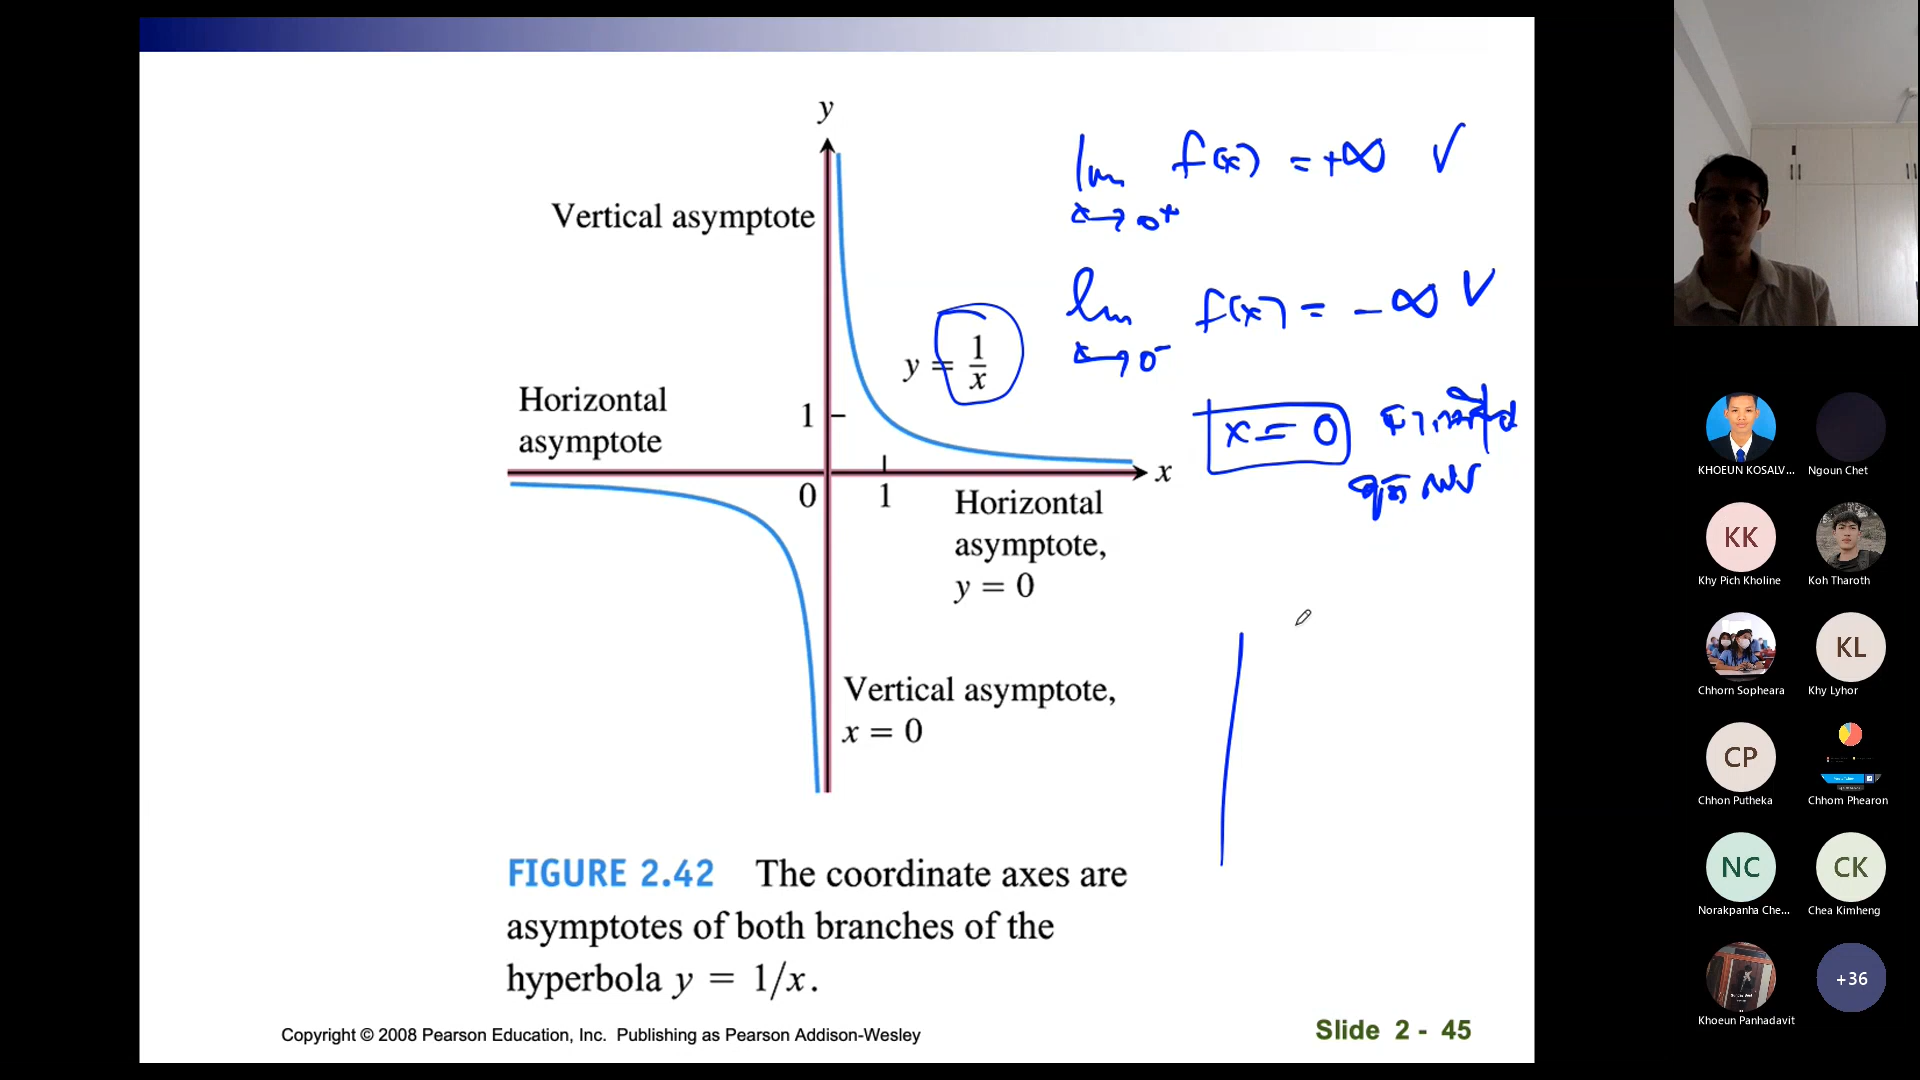 y
Vertical asymptote
lim f(x) = +∞ ✓
x→0⁺
lim f(x) = -∞ ✓
x→0⁻
y = 1/x
Horizontal
asymptote
1
x = 0
x
0
1
Horizontal
asymptote,
y = 0
Vertical asymptote,
x = 0
FIGURE 2.42 The coordinate axes are
asymptotes of both branches of the
hyperbola y = 1/x.
Copyright © 2008 Pearson Education, Inc. Publishing as Pearson Addison-Wesley
Slide 2 - 45
KHOEUN KOSALV...
Ngoun Chet
KK
Khy Pich Kholine
Koh Tharoth
Chhorn Sopheara
KL
Khy Lyhor
CP
Chhon Putheka
Chhom Phearon
NC
Norakpanha Che...
CK
Chea Kimheng
Khoeun Panhadavit
+36